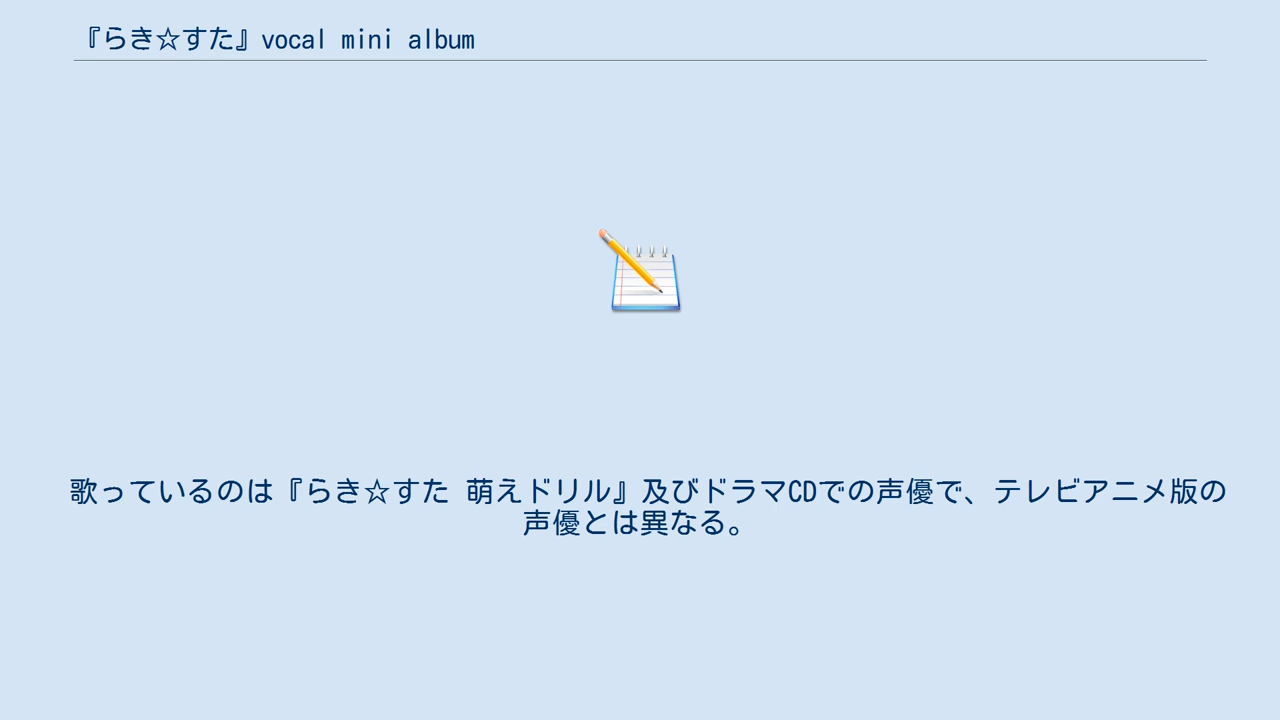 『らき☆すた』vocal mini album
歌っているのは『らき☆すた 萌えドリル』及びドラマCDでの声優で、テレビアニメ版の
声優とは異なる。